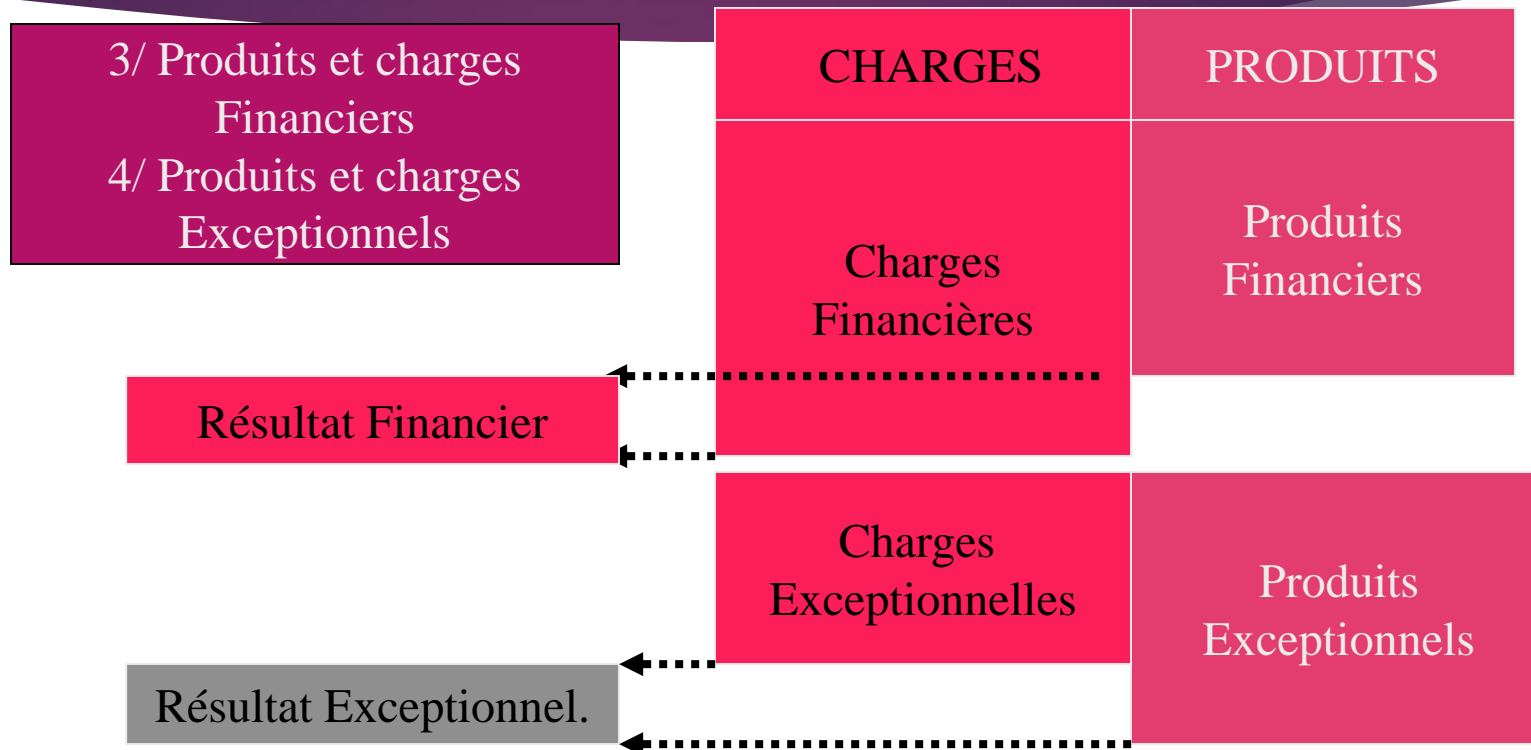 3/ Produits et charges
Financiers
4/ Produits et charges
Exceptionnels
CHARGES
PRODUITS
Charges
Financières
Produits
Financiers
Résultat Financier
Charges
Exceptionnelles
Produits
Exceptionnels
Résultat Exceptionnel.